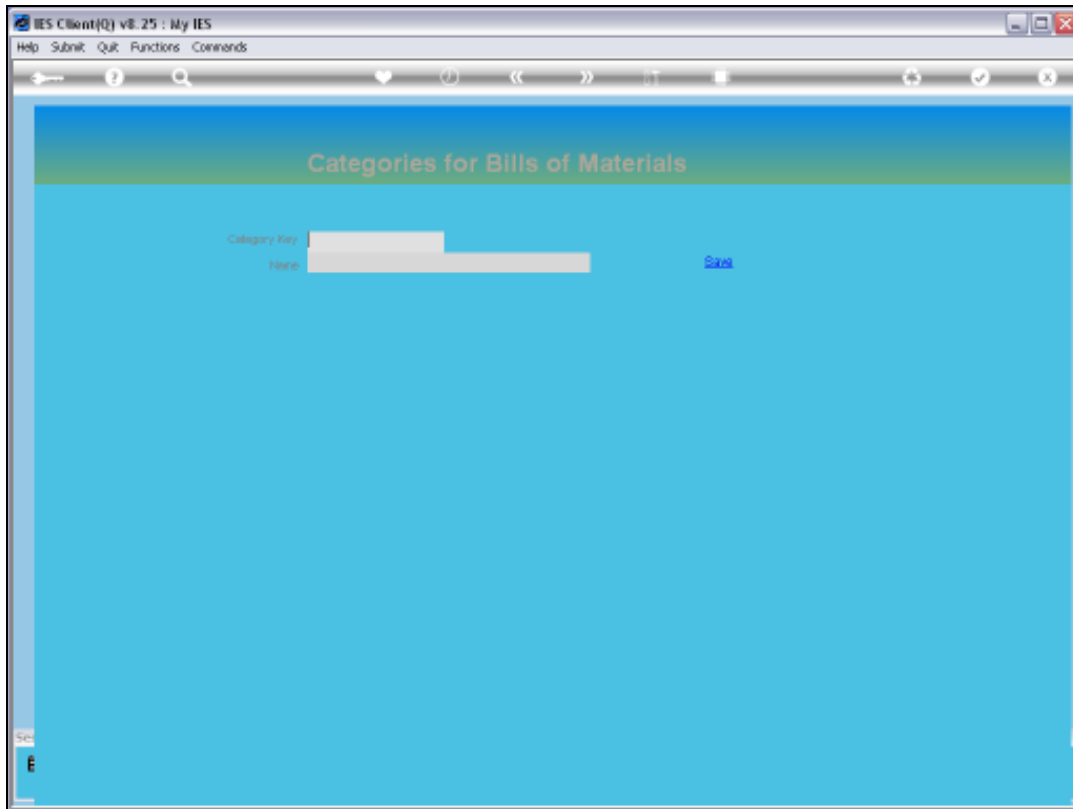 IES Client(Q) v8.25 : My IES
Help Submit Quit Functions Commands
Categories for Bills of Materials
Category Key
Name
Save